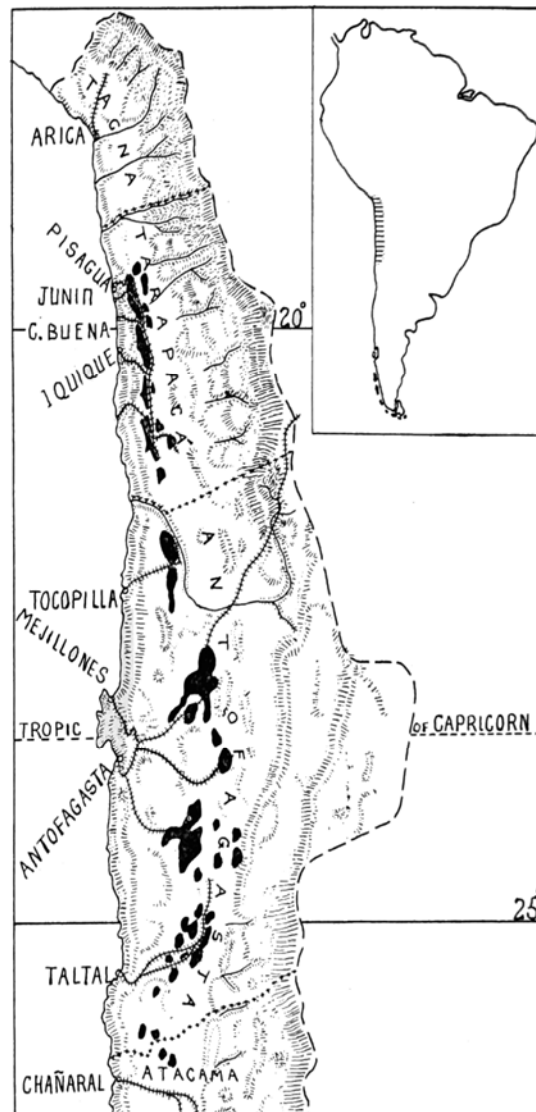 TACNA
ARICA
PISAGUA
JUNIN
C. BUENA
20°
IQUIQUE
TARAPACA
TOCOPILLA
MEJILLONES
TROPIC
OF CAPRICORN
ANTOFAGASTA
ANTOFAGASTA
25°
TALTAL
ATACAMA
CHAÑARAL